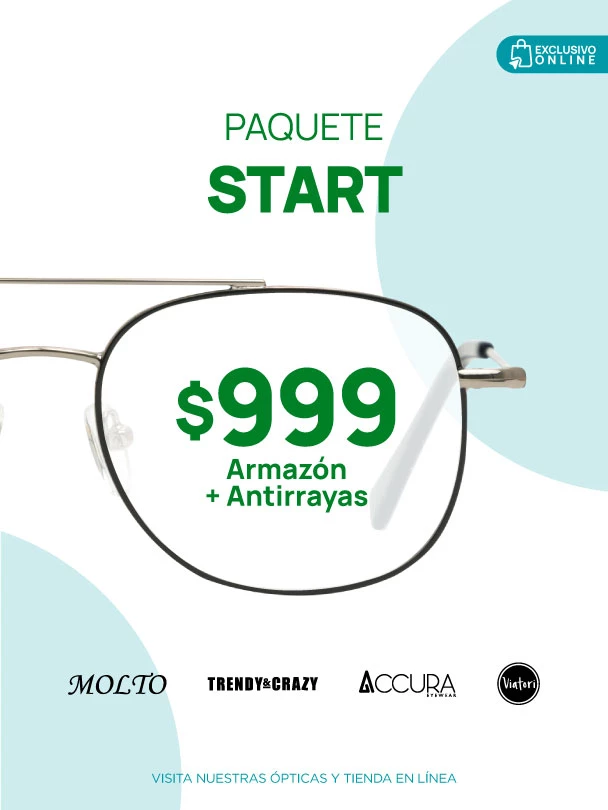 EXCLUSIVO
ONLINE
PAQUETE
START
$999
Armazón
+ Antirrayas
MOLTO
TRENDY&CRAZY
ACCURA
EYEWEAR
Viatori
VISITA NUESTRAS ÓPTICAS Y TIENDA EN LÍNEA